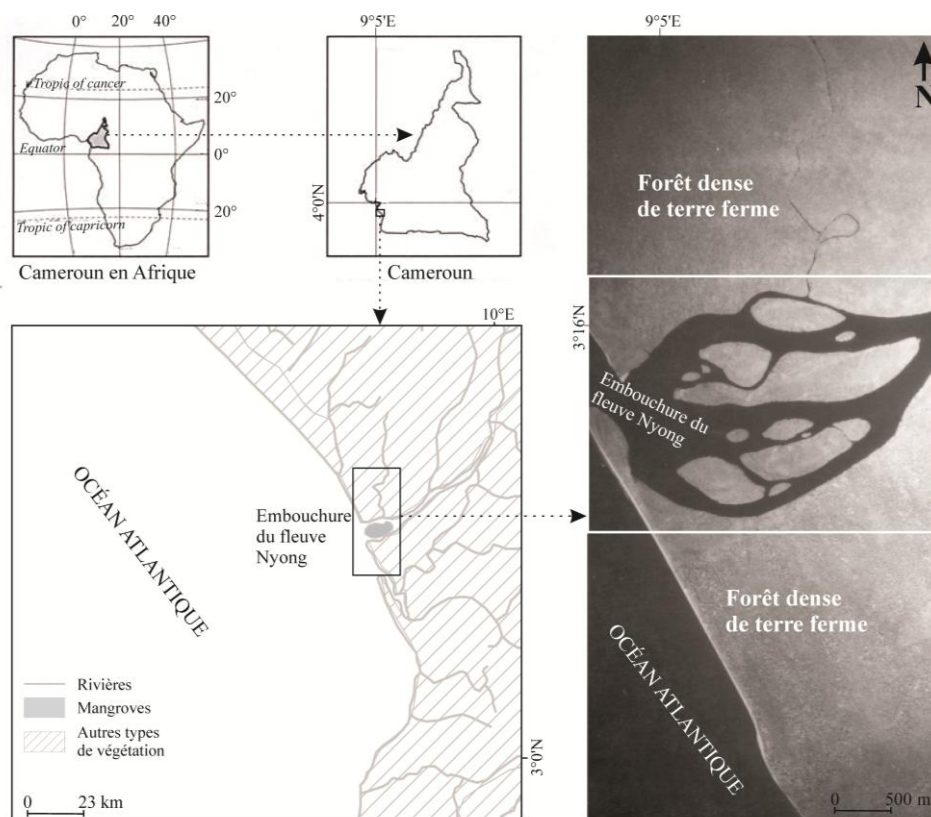 0°
20°
40°
Tropia of cancer
20°
Equator
0°
20°
Tropic of capricorn
Cameroun en Afrique
9°5'E
4°0'N
Cameroun
10°E
OCÉAN ATLANTIQUE
Embouchure
du fleuve
Nyong
Rivières
Mangroves
Autres types
de végétation
3°0'N
0 23 km
9°5'E
N
Forêt dense
de terre ferme
3°16'N
Embouchure du
fleuve Nyong
Forêt dense
de terre ferme
OCÉAN ATLANTIQUE
0 500 m